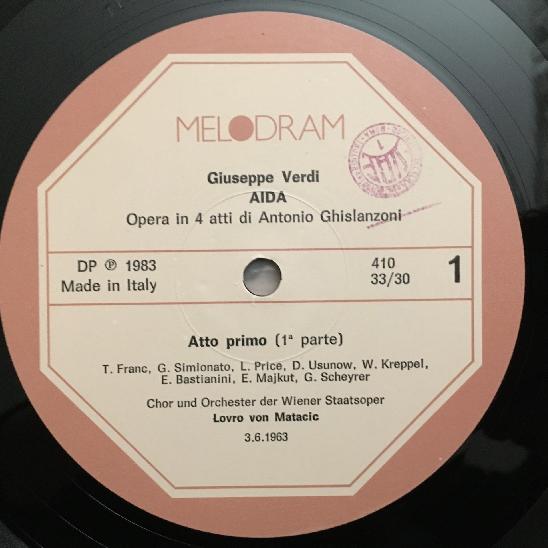 MELODRAM
Giuseppe Verdi
AIDA
Opera in 4 atti di Antonio Ghislanzoni
DP ℗ 1983
Made in Italy
410
33/30
1
Atto primo (1ª parte)
T. Franc, G. Simionato, L. Price, D. Usunow, W. Kreppel,
E. Bastianini, E. Majkut, G. Scheyrer
Chor und Orchester der Wiener Staatsoper
Lovro von Matacic
3.6.1963